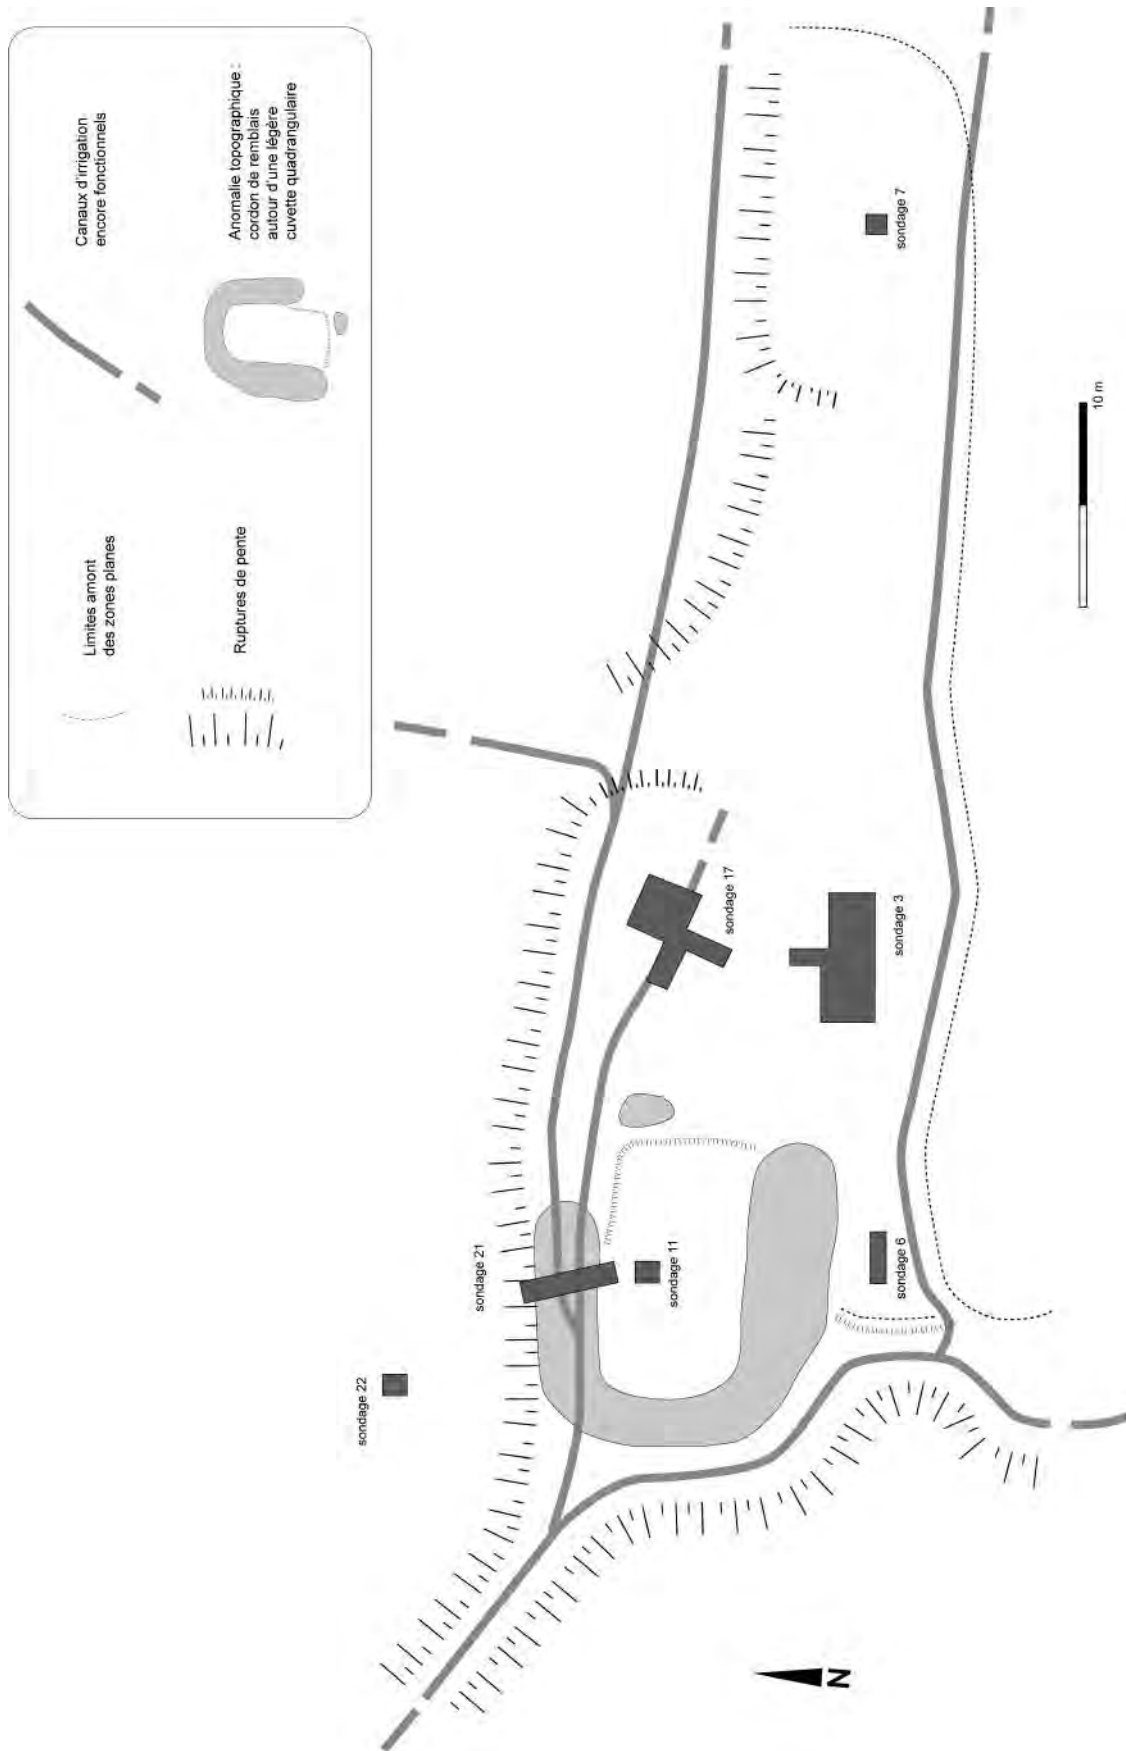 Canaux d'irrigation
encore fonctionnels
Anomalie topographique :
cordon de remblais
autour d'une légère
cuvette quadrangulaire
Limites amont
des zones planes
Ruptures de pente
sondage 7
10 m
sondage 17
sondage 3
sondage 21
sondage 11
sondage 6
sondage 22
N